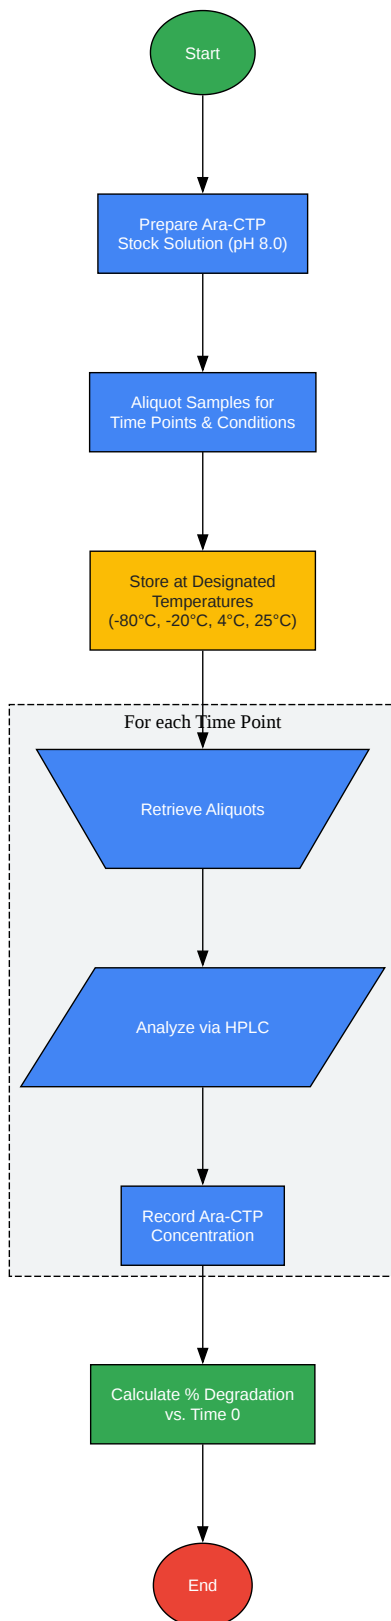 Start
Prepare Ara-CTP
Stock Solution (pH 8.0)
Aliquot Samples for
Time Points & Conditions
Store at Designated
Temperatures
(-80°C, -20°C, 4°C, 25°C)
For each Time Point
Retrieve Aliquots
Analyze via HPLC
Record Ara-CTP
Concentration
Calculate % Degradation
vs. Time 0
End